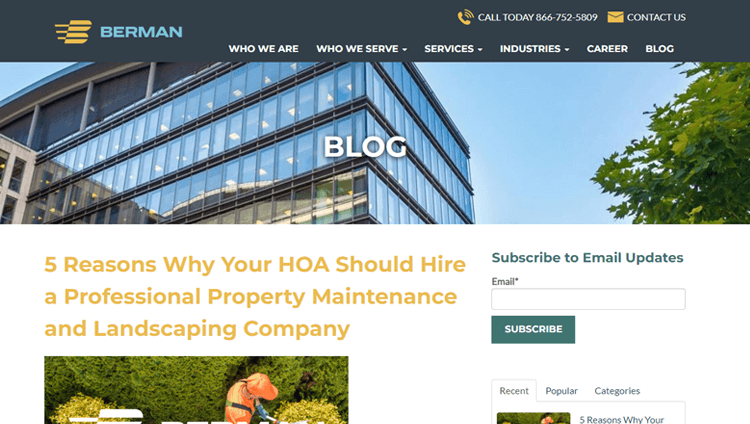 CALL TODAY 866-752-5809 CONTACT US
BERMAN
WHO WE ARE WHO WE SERVE SERVICES INDUSTRIES CAREER BLOG
BLOG
5 Reasons Why Your HOA Should Hire
a Professional Property Maintenance
and Landscaping Company
Subscribe to Email Updates
Email*
SUBSCRIBE
Recent Popular Categories
5 Reasons Why Your
BERMAN